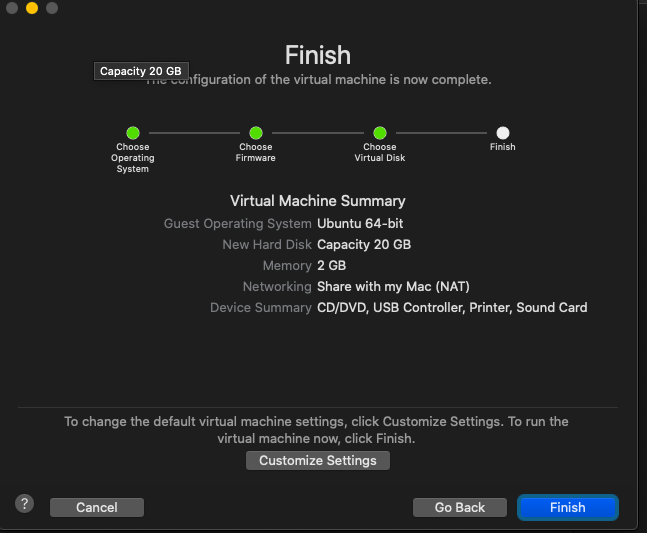 Finish
Capacity 20 GB
The configuration of the virtual machine is now complete.
Choose Operating System
Choose Firmware
Choose Virtual Disk
Finish
Virtual Machine Summary
Guest Operating System Ubuntu 64-bit
New Hard Disk Capacity 20 GB
Memory 2 GB
Networking Share with my Mac (NAT)
Device Summary CD/DVD, USB Controller, Printer, Sound Card
To change the default virtual machine settings, click Customize Settings. To run the
virtual machine now, click Finish.
Customize Settings
? Cancel Go Back Finish